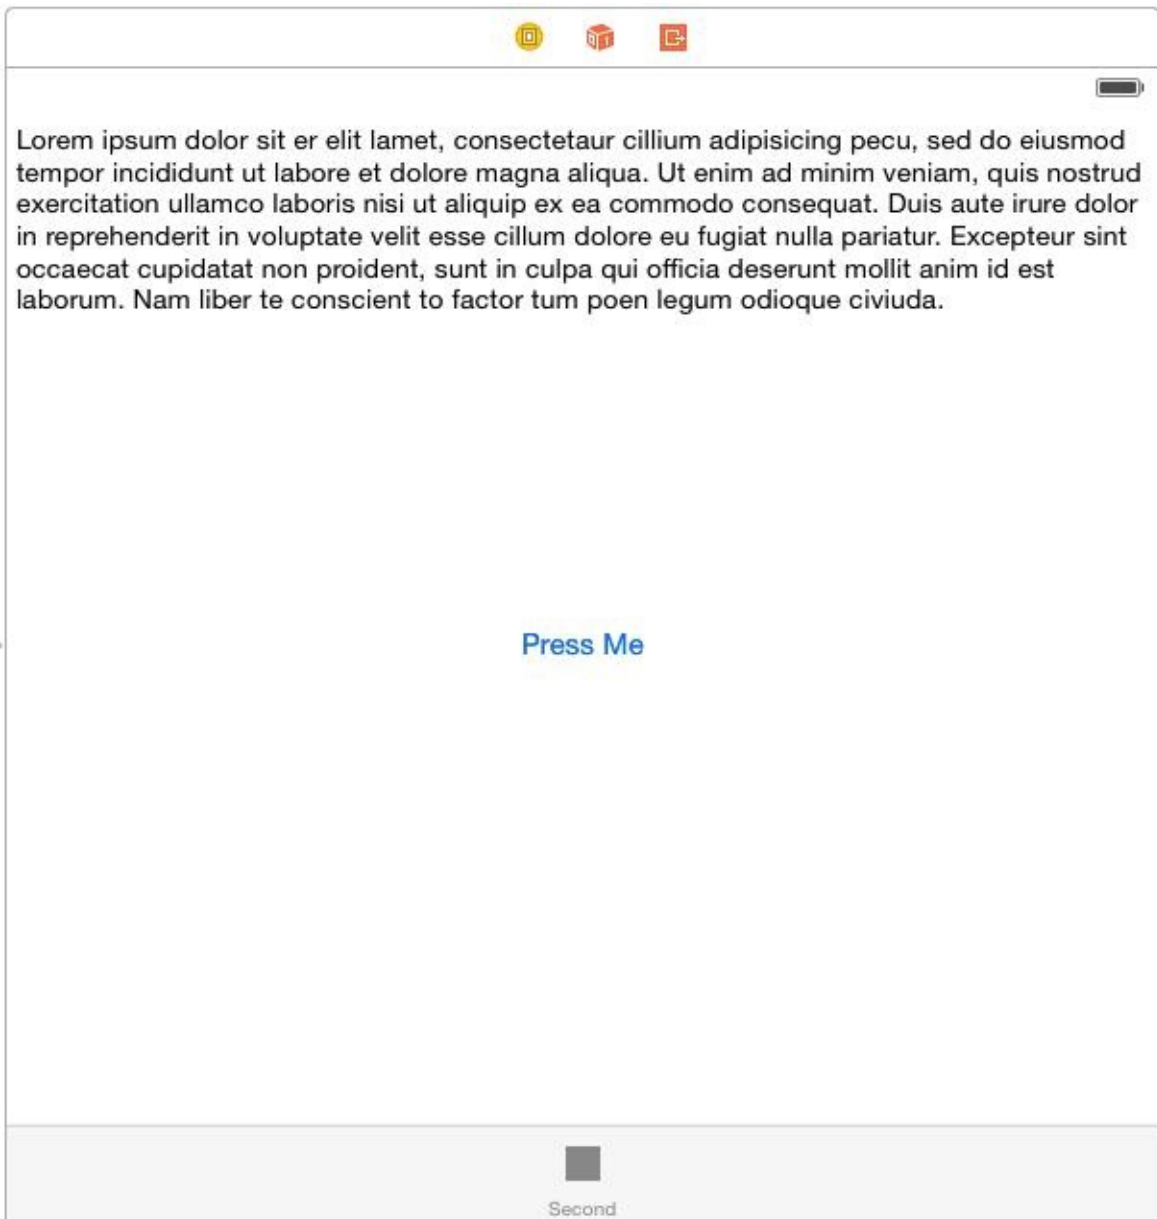 Lorem ipsum dolor sit er elit lamet, consectetaur cillium adipisicing pecu, sed do eiusmod
tempor incididunt ut labore et dolore magna aliqua. Ut enim ad minim veniam, quis nostrud
exercitation ullamco laboris nisi ut aliquip ex ea commodo consequat. Duis aute irure dolor
in reprehenderit in voluptate velit esse cillum dolore eu fugiat nulla pariatur. Excepteur sint
occaecat cupidatat non proident, sunt in culpa qui officia deserunt mollit anim id est
laborum. Nam liber te conscient to factor tum poen legum odioque civiuda.
Press Me
Second